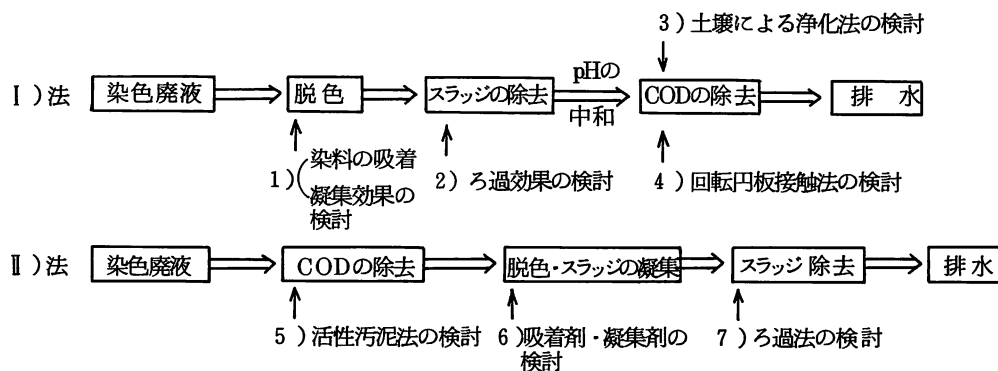 3）土壌による浄化法の検討
Ⅰ）法 染色廃液 脱色 スラッジの除去 pHの 中和 CODの除去 排 水
1）染料の吸着
凝集効果の
検討
2）ろ過効果の検討
4）回転円板接触法の検討
Ⅱ）法 染色廃液 CODの除去 脱色・スラッジの凝集 スラッジ 除去 排水
5）活性汚泥法の検討
6）吸着剤・凝集剤の
検討
7）ろ過法の検討